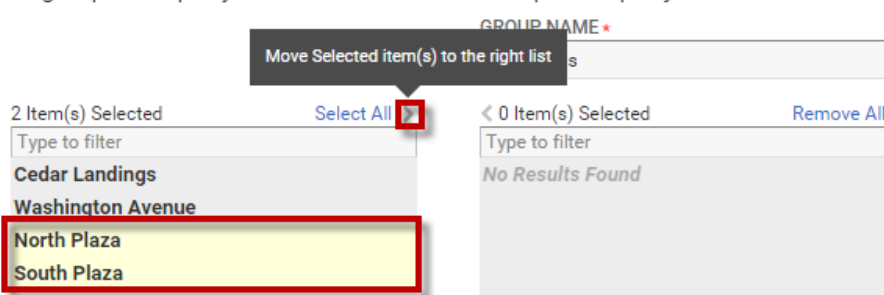 GROUP NAME *
Move Selected item(s) to the right list
s
2 Item(s) Selected
Select All >
< 0 Item(s) Selected
Remove All
Type to filter
Type to filter
Cedar Landings
No Results Found
Washington Avenue
North Plaza
South Plaza